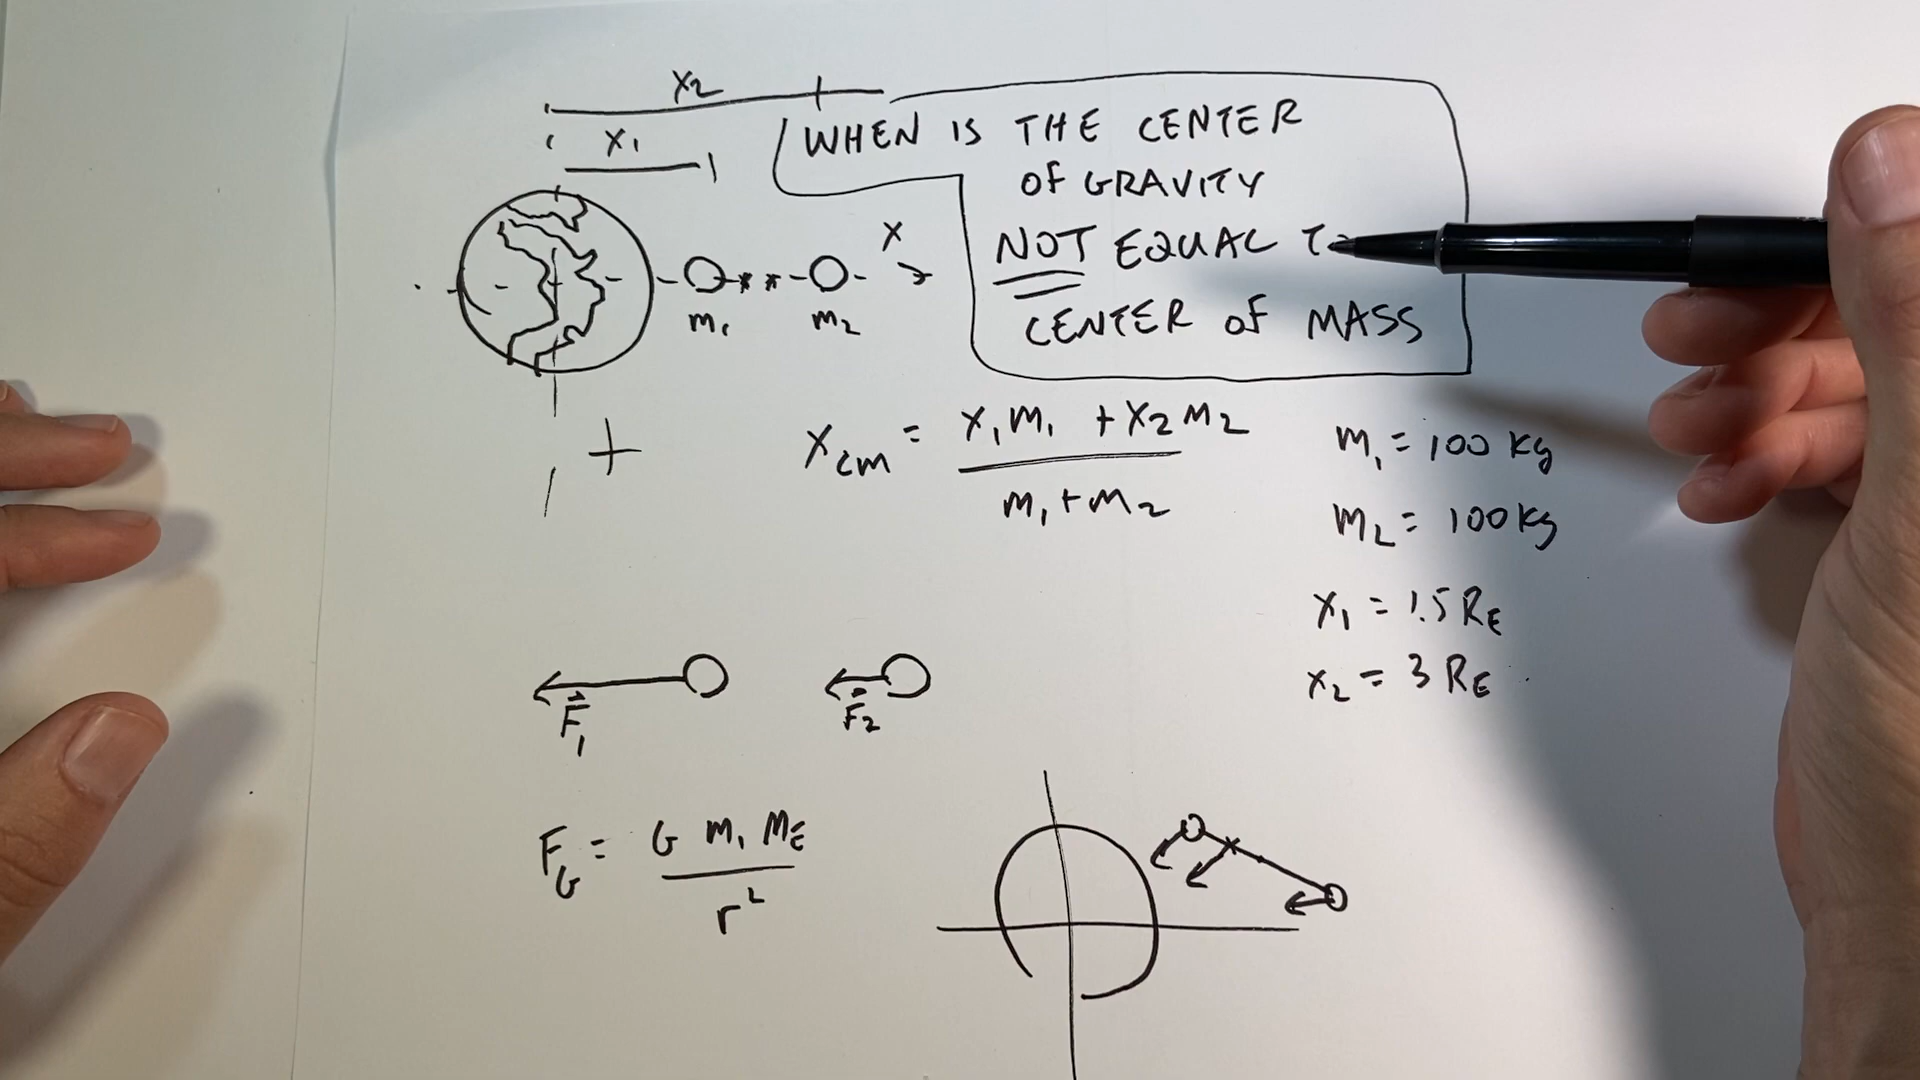 x2
x1
WHEN IS THE CENTER
OF GRAVITY
NOT EQUAL TO
CENTER OF MASS
x
m1 m2
xcm = x1m1 + x2m2 / m1+m2
m1 = 100 kg
m2 = 100 kg
x1 = 1.5 RE
x2 = 3 RE
F1 F2
FG = G m1 ME / r²